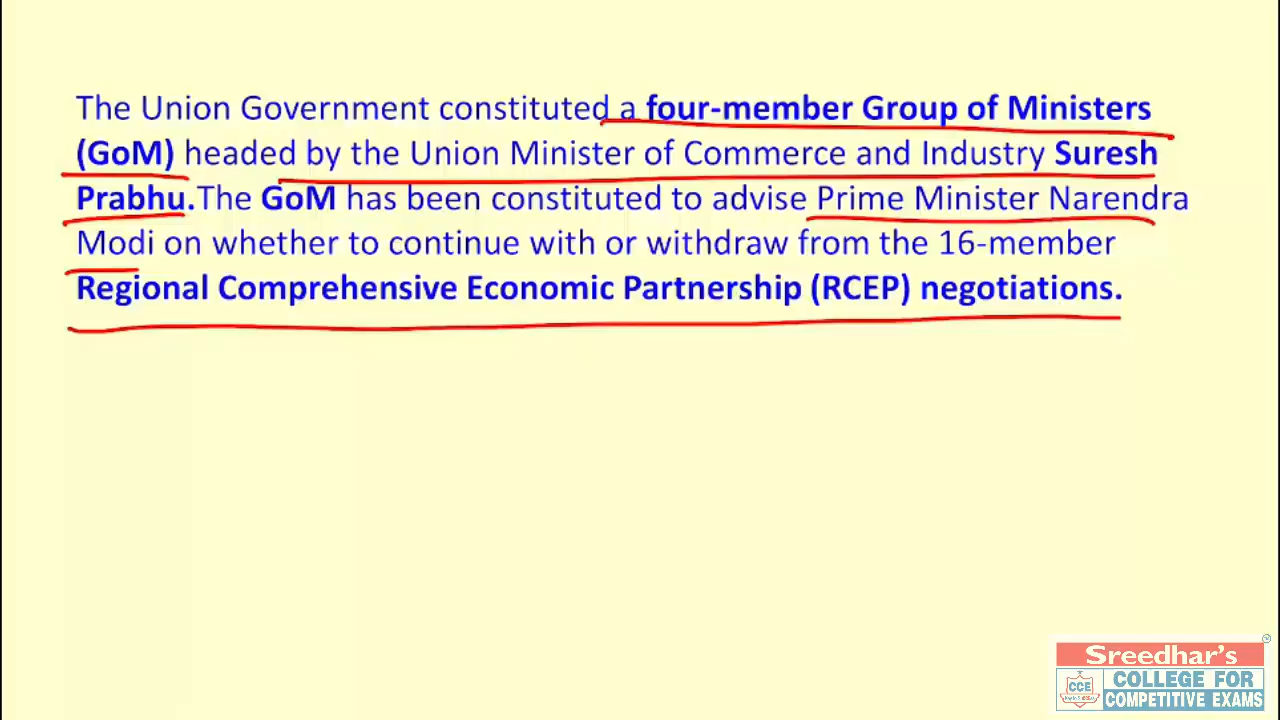 The Union Government constituted a four-member Group of Ministers
(GoM) headed by the Union Minister of Commerce and Industry Suresh
Prabhu.The GoM has been constituted to advise Prime Minister Narendra
Modi on whether to continue with or withdraw from the 16-member
Regional Comprehensive Economic Partnership (RCEP) negotiations.
Sreedhar's
CCE
COLLEGE FOR
COMPETITIVE EXAMS